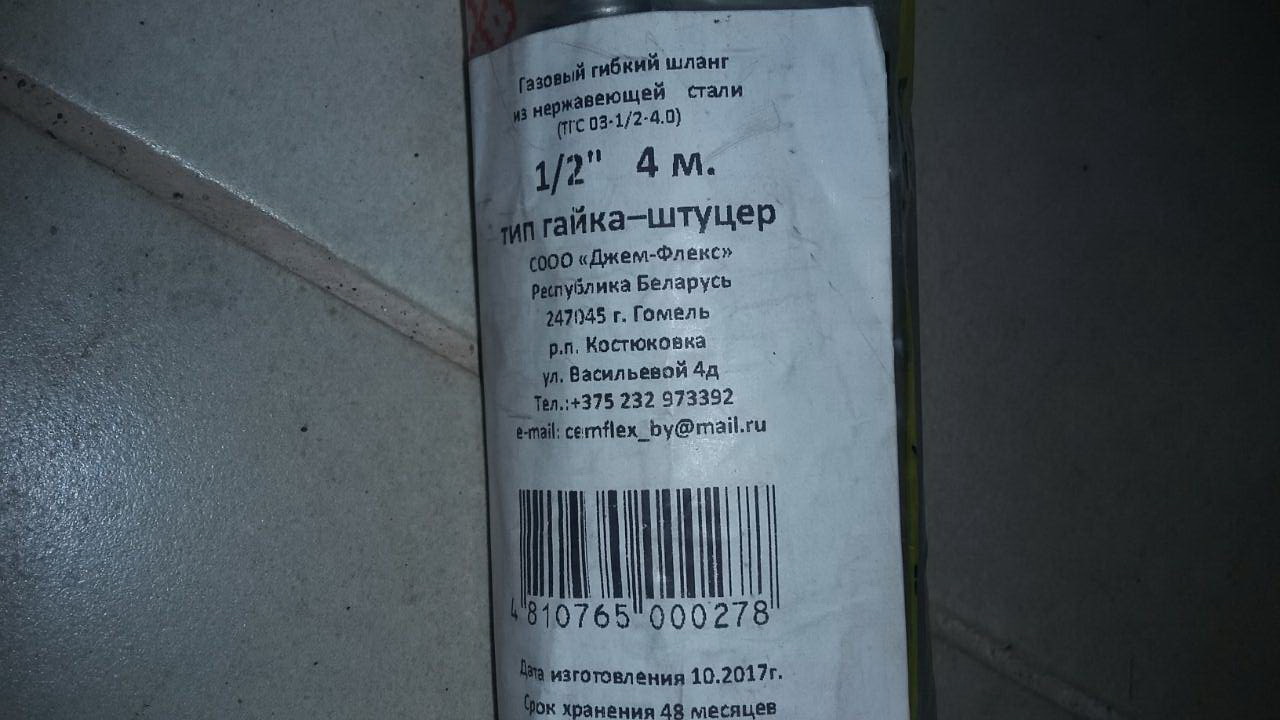 Газовый гибкий шланг
из нержавеющей стали
(ТГС 03-1/2-4.0)
1/2" 4 м.
тип гайка–штуцер
СООО «Джем-Флекс»
Республика Беларусь
247045 г. Гомель
р.п. Костюковка
ул. Васильевой 4д
Тел.:+375 232 973392
e-mail: cemflex_by@mail.ru
4 810765 000278
Дата изготовления 10.2017г.
Срок хранения 48 месяцев